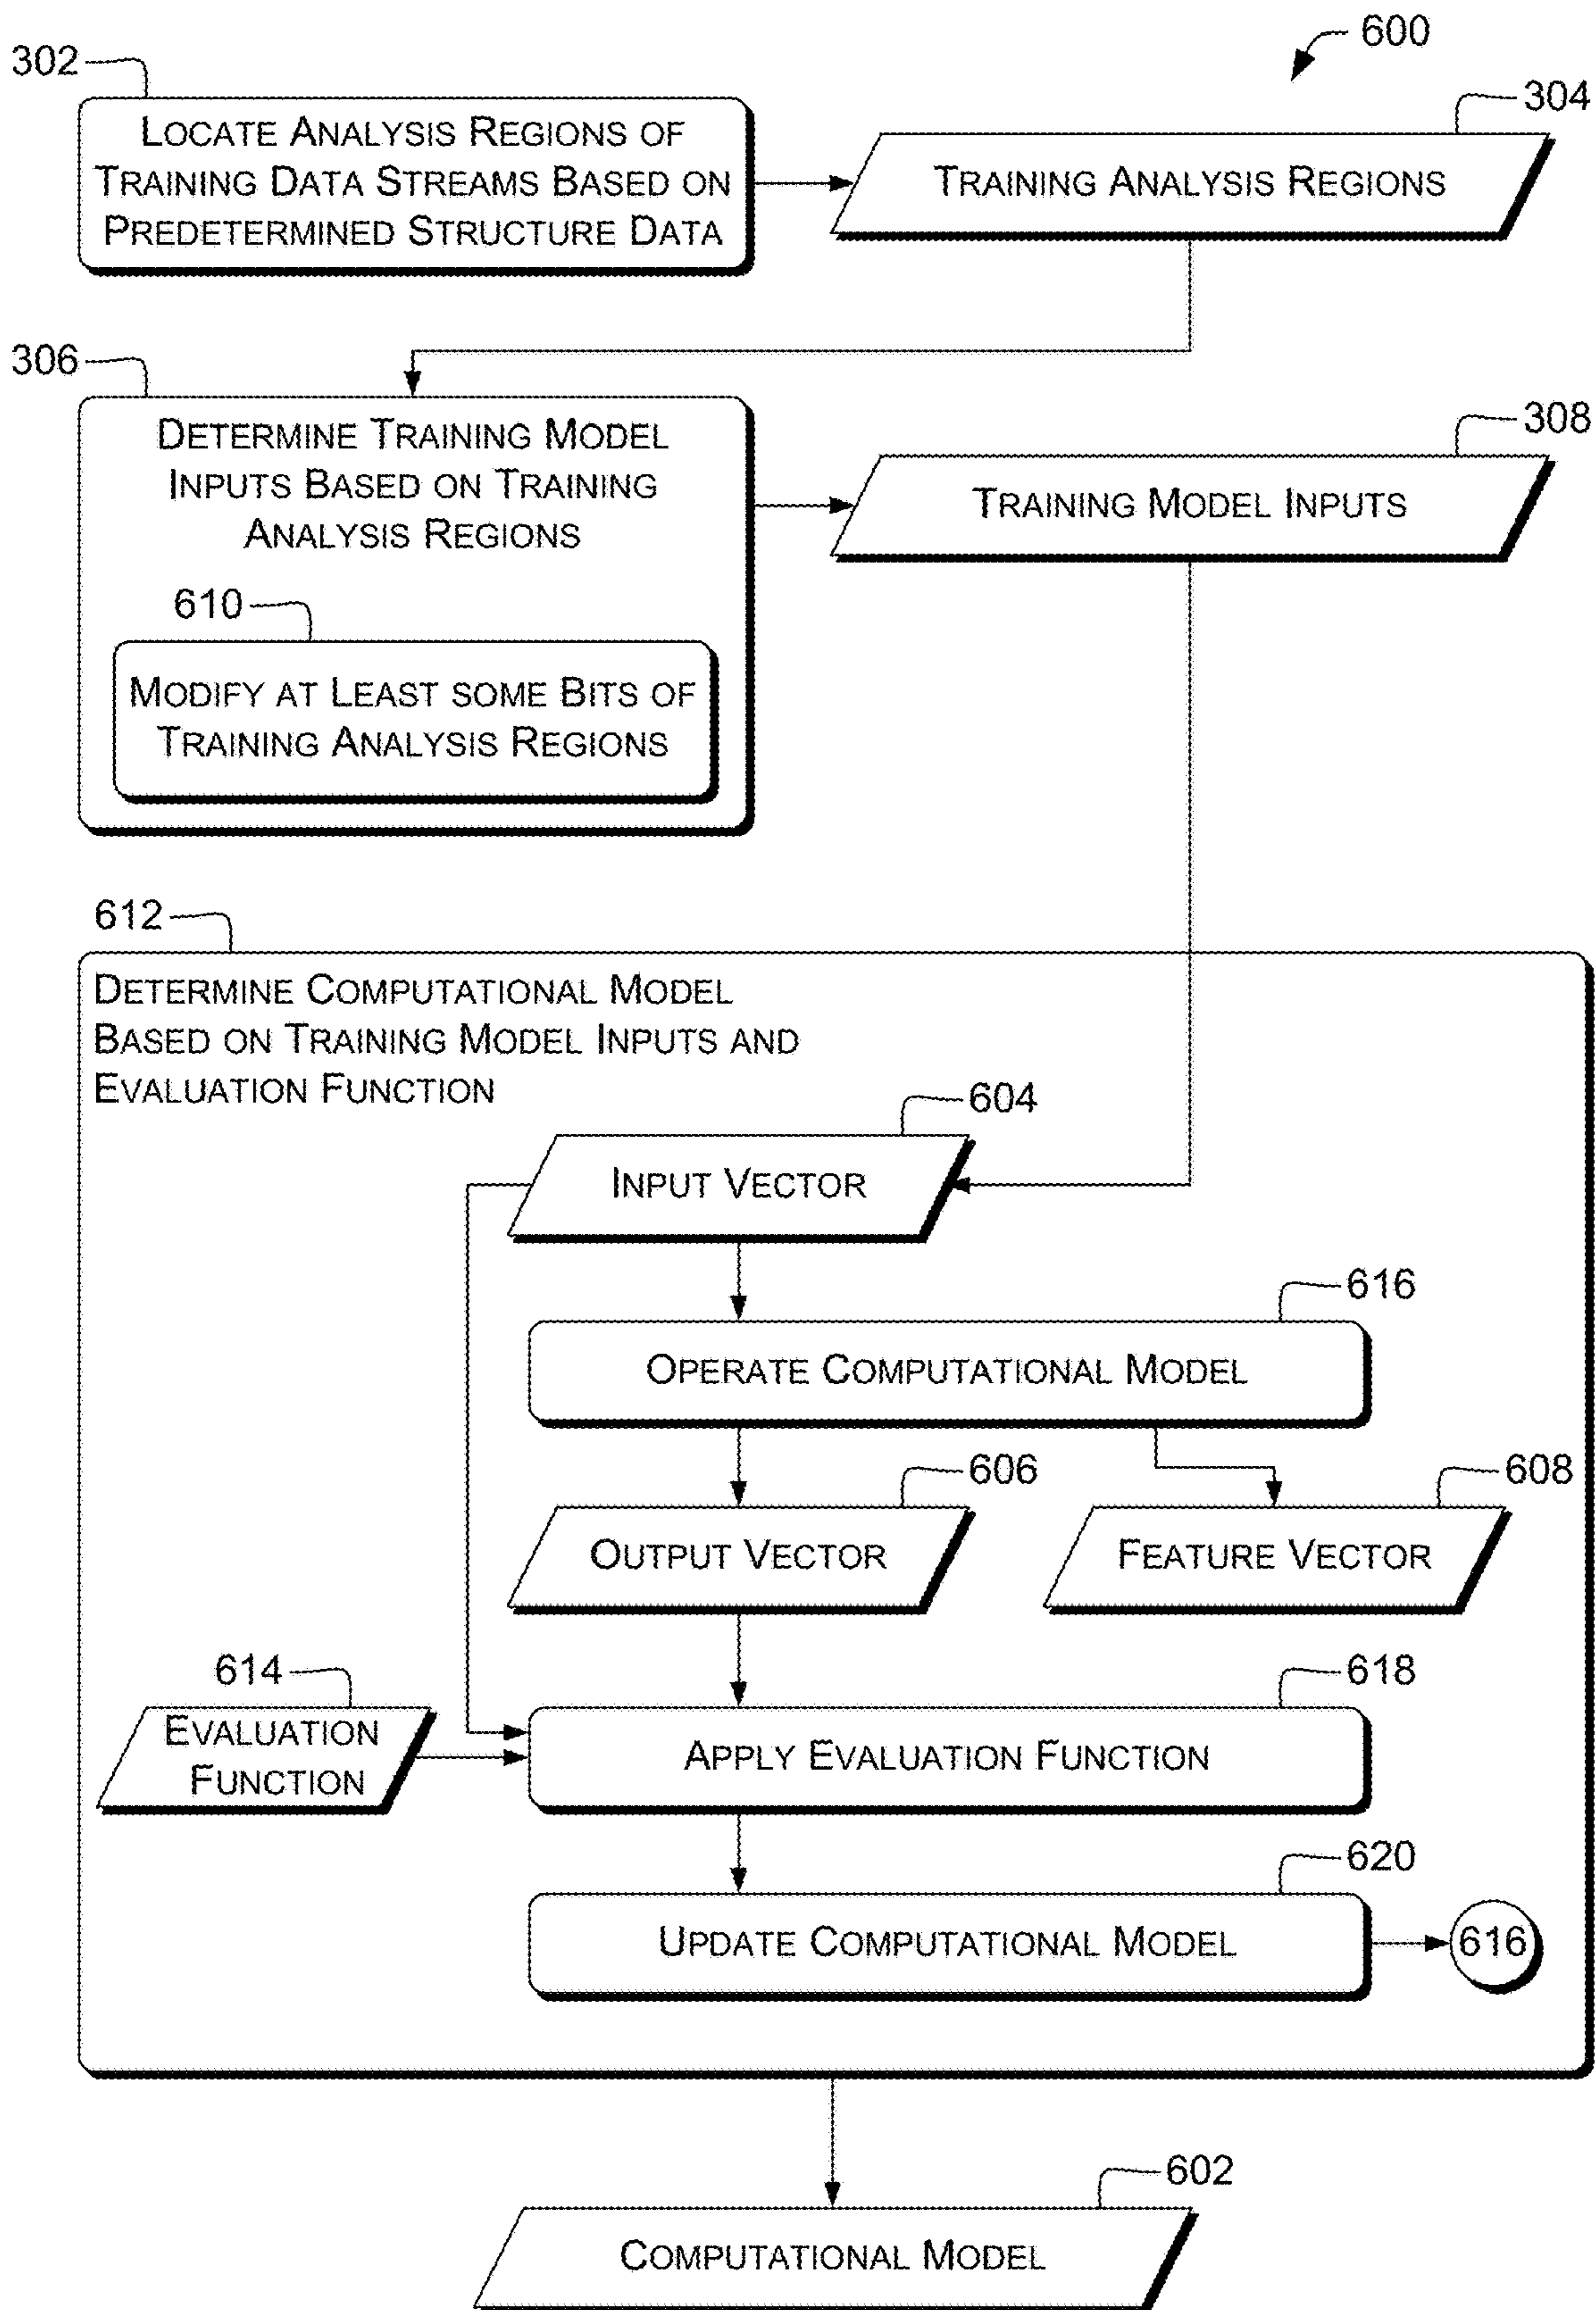 600
302
LOCATE ANALYSIS REGIONS OF
TRAINING DATA STREAMS BASED ON
PREDETERMINED STRUCTURE DATA
304
TRAINING ANALYSIS REGIONS
306
DETERMINE TRAINING MODEL
INPUTS BASED ON TRAINING
ANALYSIS REGIONS
308
TRAINING MODEL INPUTS
610
MODIFY AT LEAST SOME BITS OF
TRAINING ANALYSIS REGIONS
612
DETERMINE COMPUTATIONAL MODEL
BASED ON TRAINING MODEL INPUTS AND
EVALUATION FUNCTION
604
INPUT VECTOR
616
OPERATE COMPUTATIONAL MODEL
606
OUTPUT VECTOR
608
FEATURE VECTOR
614
EVALUATION
FUNCTION
618
APPLY EVALUATION FUNCTION
620
UPDATE COMPUTATIONAL MODEL
616
602
COMPUTATIONAL MODEL